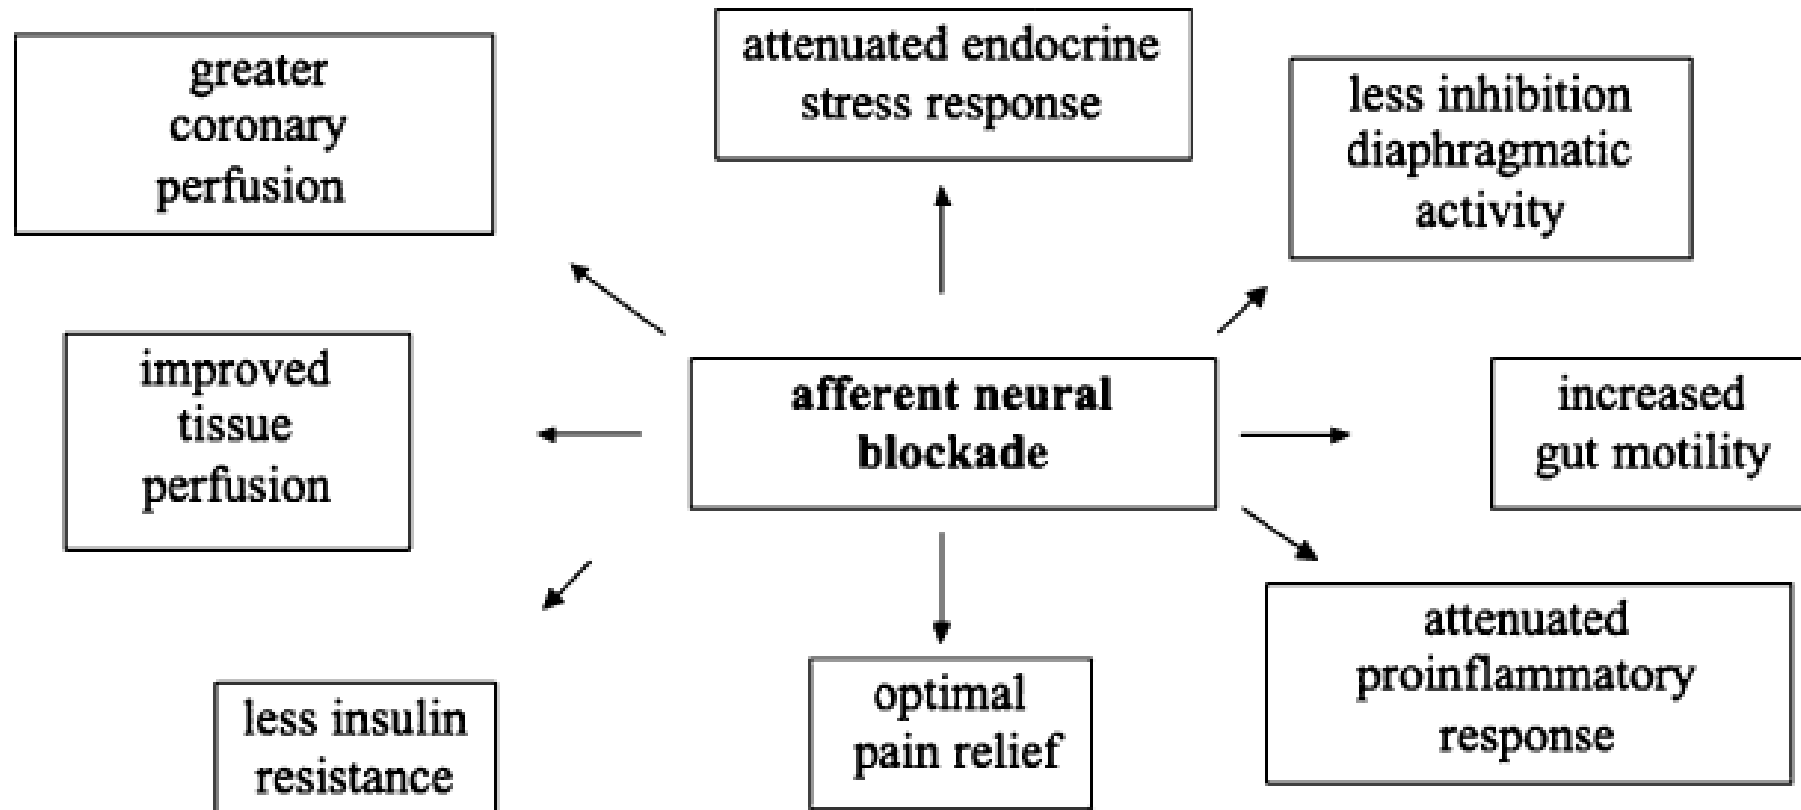 greater
coronary
perfusion
attenuated endocrine
stress response
less inhibition
diaphragmatic
activity
improved
tissue
perfusion
afferent neural
blockade
increased
gut motility
less insulin
resistance
optimal
pain relief
attenuated
proinflammatory
response